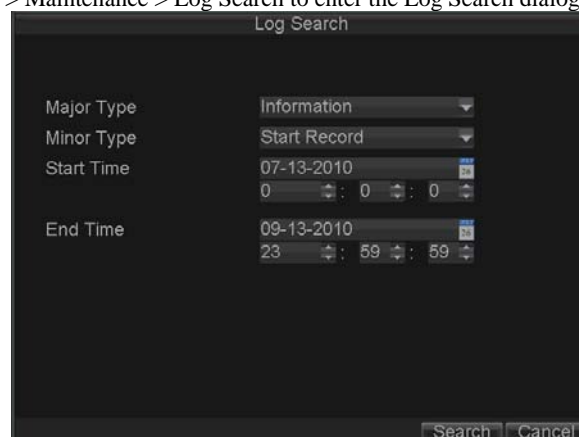 > Maintenance > Log Search to enter the Log Search dialog
Log Search
Major Type Information
Minor Type Start Record
Start Time 07-13-2010
0 : 0 : 0
End Time 09-13-2010
23 : 59 : 59
Search Cancel